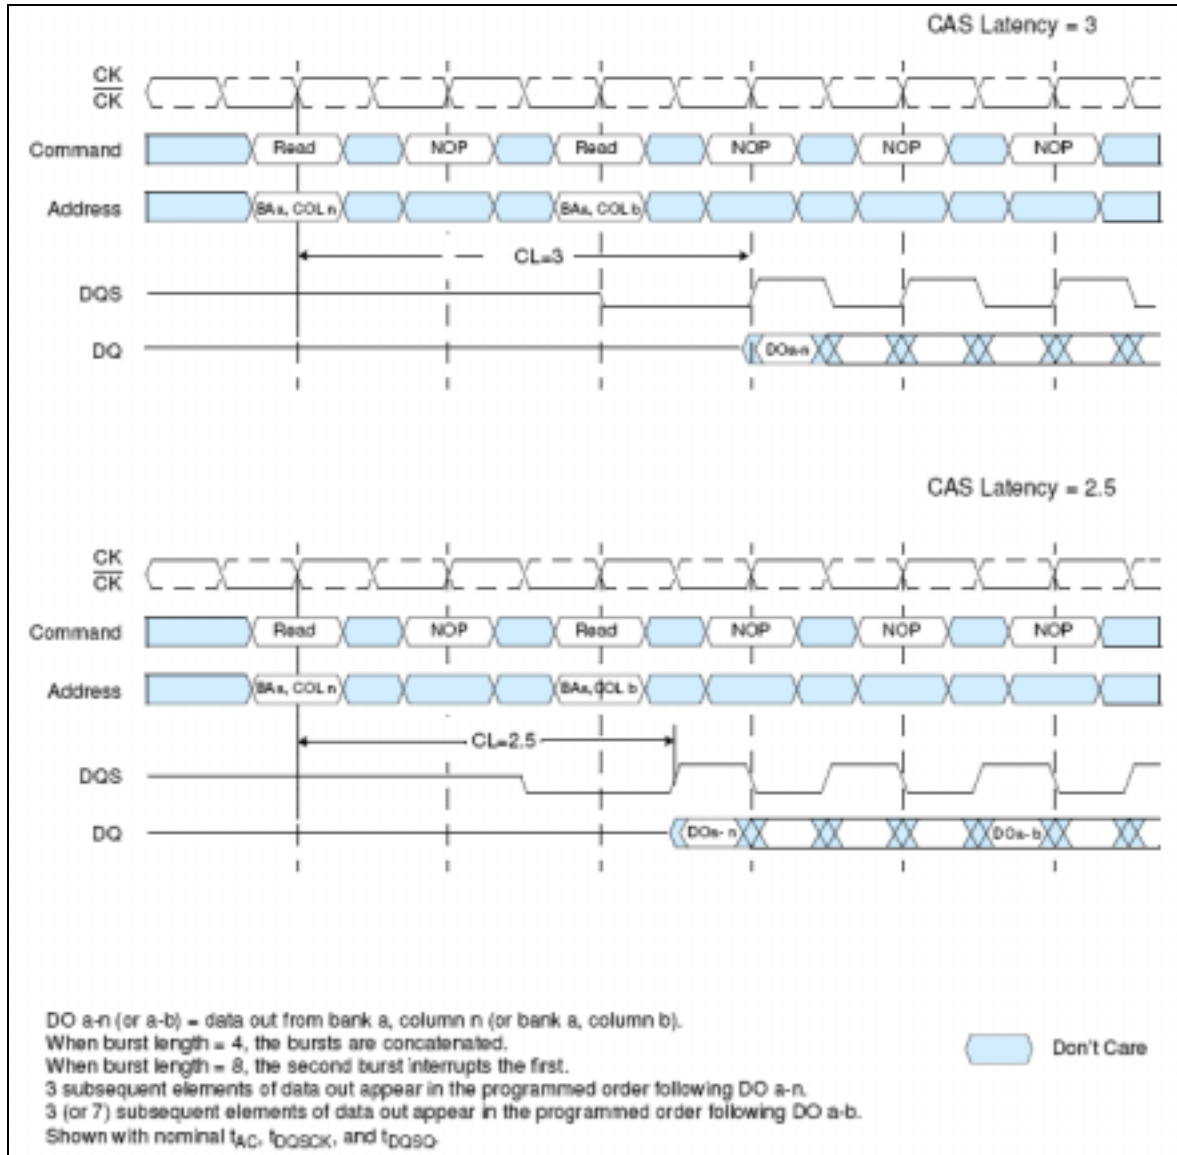 CAS Latency = 3
CK
CK
Command
Read
NOP
Read
NOP
NOP
NOP
Address
BAa, COL n
BAa, COL b
CL=3
DQS
DQ
DOa-n
CAS Latency = 2.5
CK
CK
Command
Read
NOP
Read
NOP
NOP
NOP
Address
BAa, COL n
BAa, COL b
CL=2.5
DQS
DQ
DOa- n
DOa- b
DO a-n (or a-b) = data out from bank a, column n (or bank a, column b).
When burst length = 4, the bursts are concatenated.
When burst length = 8, the second burst interrupts the first.
3 subsequent elements of data out appear in the programmed order following DO a-n.
3 (or 7) subsequent elements of data out appear in the programmed order following DO a-b.
Shown with nominal tAC, tDQSCK, and tDQSQ.
Don't Care